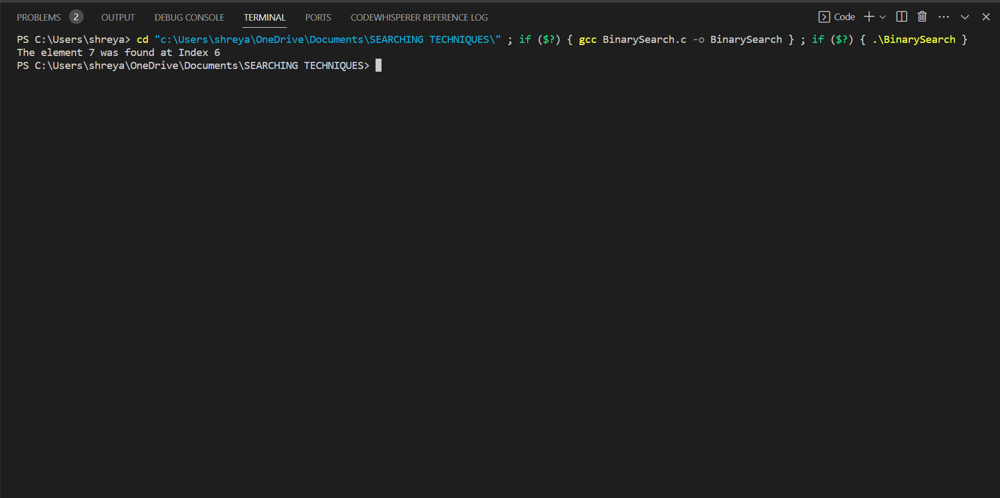 PROBLEMS 2 OUTPUT DEBUG CONSOLE TERMINAL PORTS CODEWHISPERER REFERENCE LOG Code
PS C:\Users\shreya> cd "c:\Users\shreya\OneDrive\Documents\SEARCHING TECHNIQUES\" ; if ($?) { gcc BinarySearch.c -o BinarySearch } ; if ($?) { .\BinarySearch }
The element 7 was found at Index 6
PS C:\Users\shreya\OneDrive\Documents\SEARCHING TECHNIQUES>